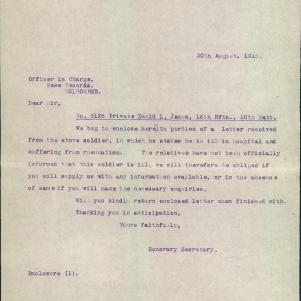 30th August, 1916.
Officer in Charge,
Base Records,
MELBOURNE.
Dear Sir,
Private David L. James, 16th Rfts., 10th Batt.
We beg to enclose herein portion of a letter received
from the above soldier, in which he states he is ill in hospital and
suffering from rheumatism. The relatives have not been officially
informed that this soldier is ill, we will therefore be obliged if
you will supply us with any information available, or in the absence
of same if you will make the necessary enquiries.
Will you kindly return enclosed letter when finished with.
Thanking you in anticipation,
Yours faithfully,
Honorary Secretary.
Enclosure (1).